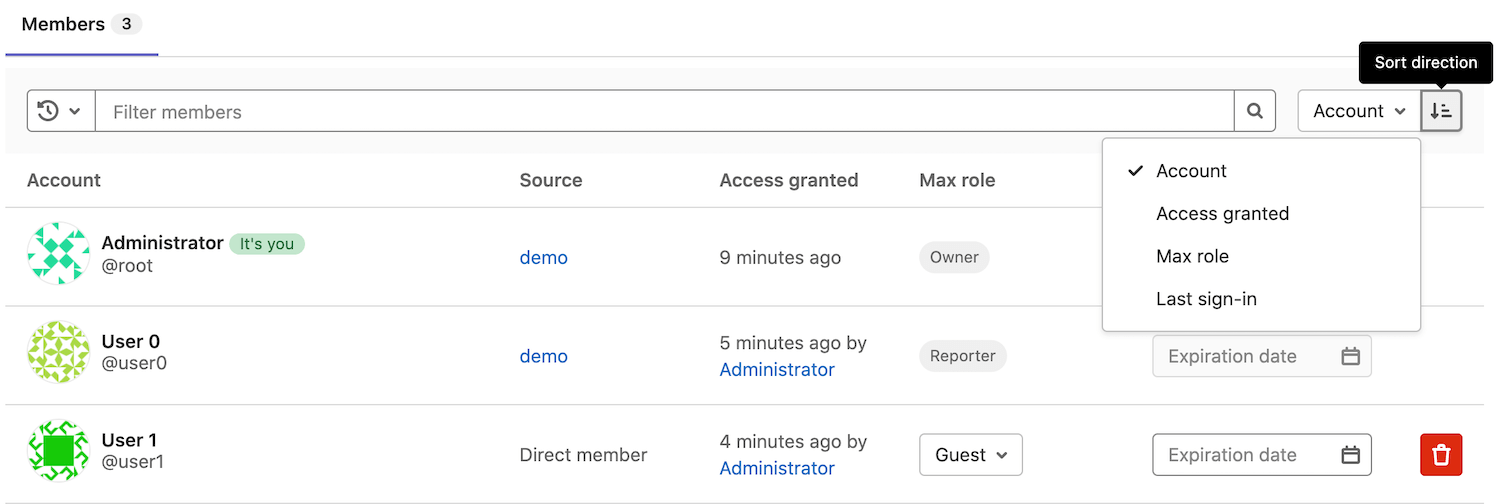 Members 3
Sort direction
Filter members
Account
Account
Access granted
Max role
Last sign-in
Account Source Access granted Max role
Administrator It's you
@root
demo
9 minutes ago
Owner
User 0
@user0
demo
5 minutes ago by
Administrator
Reporter
Expiration date
User 1
@user1
Direct member
4 minutes ago by
Administrator
Guest
Expiration date